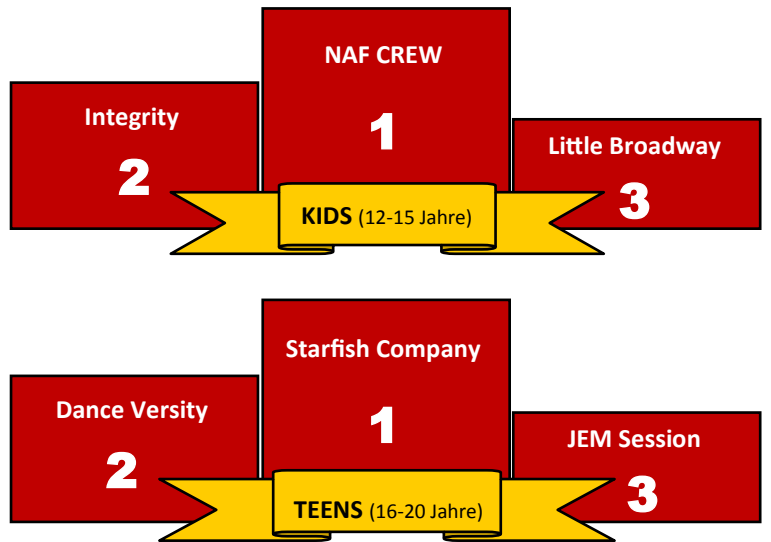 NAF CREW
1
Integrity
2
Little Broadway
3
KIDS (12-15 Jahre)
Starfish Company
1
Dance Versity
2
JEM Session
3
TEENS (16-20 Jahre)